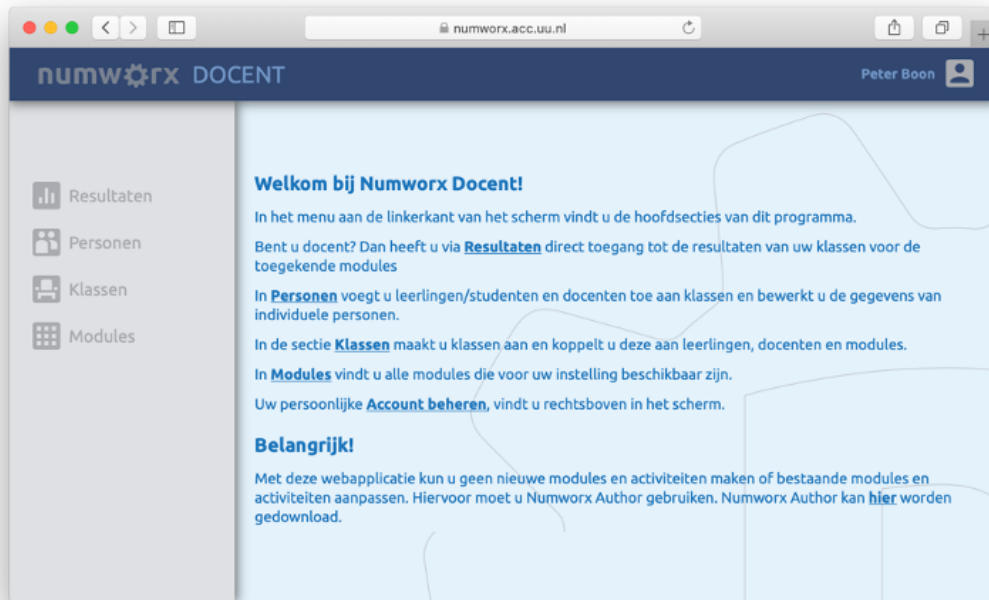 numworx.acc.uu.nl
numworx DOCENT
Peter Boon
Resultaten
Personen
Klassen
Modules
Welkom bij Numworx Docent!
In het menu aan de linkerkant van het scherm vindt u de hoofdsecties van dit programma.
Bent u docent? Dan heeft u via Resultaten direct toegang tot de resultaten van uw klassen voor de
toegekende modules
In Personen voegt u leerlingen/studenten en docenten toe aan klassen en bewerkt u de gegevens van
individuele personen.
In de sectie Klassen maakt u klassen aan en koppelt u deze aan leerlingen, docenten en modules.
In Modules vindt u alle modules die voor uw instelling beschikbaar zijn.
Uw persoonlijke Account beheren, vindt u rechtsboven in het scherm.
Belangrijk!
Met deze webapplicatie kun u geen nieuwe modules en activiteiten maken of bestaande modules en
activiteiten aanpassen. Hiervoor moet u Numworx Author gebruiken. Numworx Author kan hier worden
gedownload.